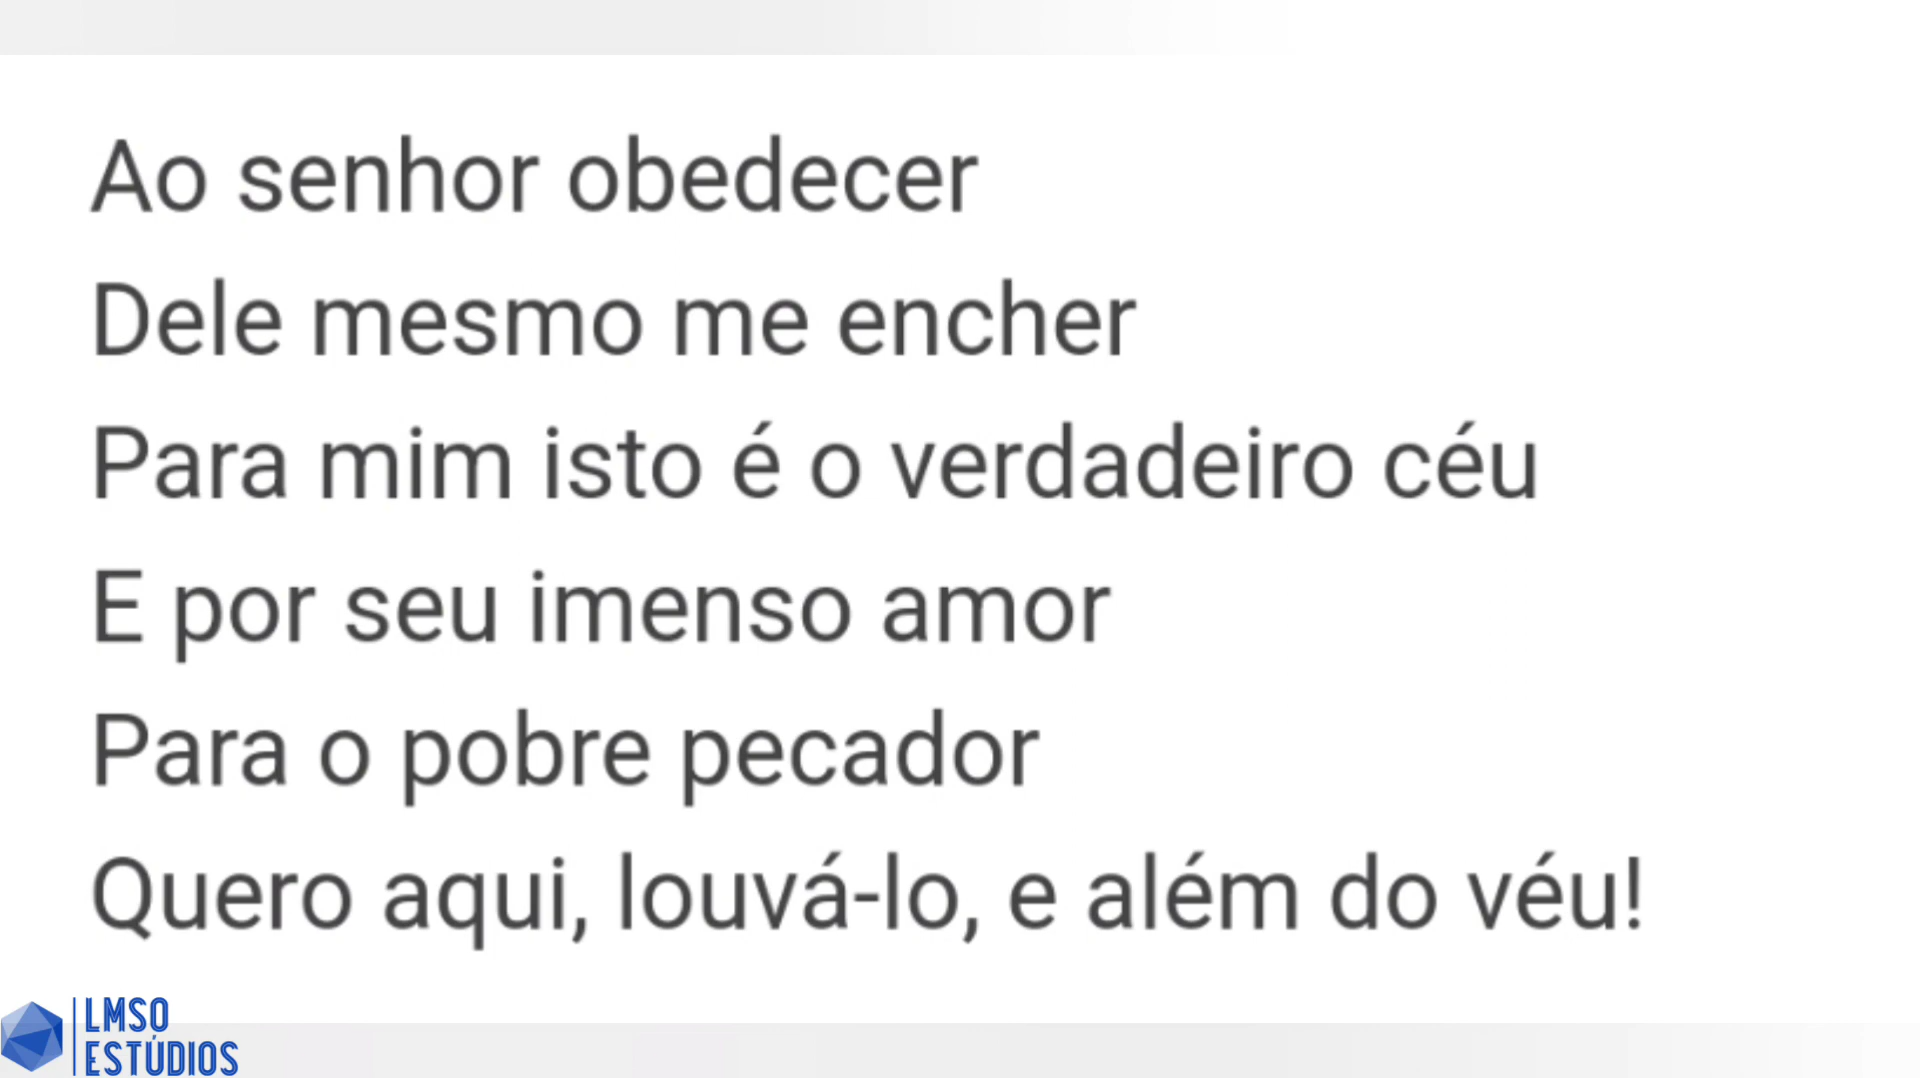 Ao senhor obedecer
Dele mesmo me encher
Para mim isto é o verdadeiro céu
E por seu imenso amor
Para o pobre pecador
Quero aqui, louvá-lo, e além do véu!
LMSO
ESTÚDIOS